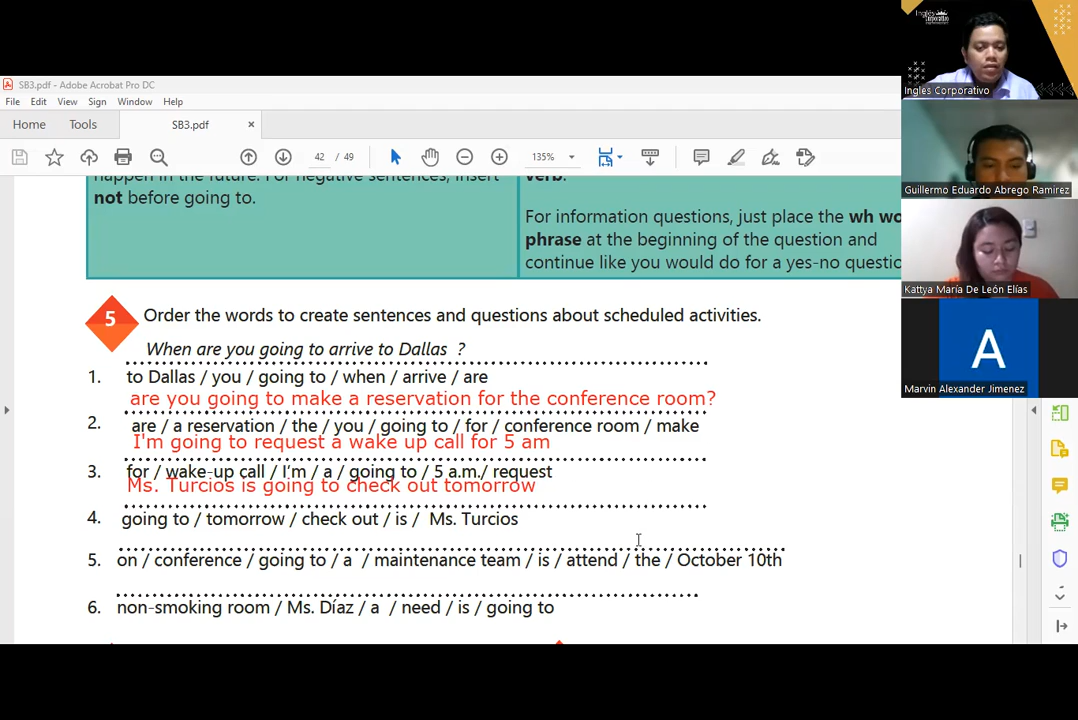 SB3.pdf - Adobe Acrobat Pro DC
File Edit View Sign Window Help
Home Tools SB3.pdf ×
42 / 49 135%
happen in the future. For negative sentences, insert
not before going to.
verb.
For information questions, just place the wh wo
phrase at the beginning of the question and
continue like you would do for a yes-no questio
5 Order the words to create sentences and questions about scheduled activities.
When are you going to arrive to Dallas ?
1. to Dallas / you / going to / when / arrive / are
are you going to make a reservation for the conference room?
2. are / a reservation / the / you / going to / for / conference room / make
I'm going to request a wake up call for 5 am
3. for / wake-up call / I'm / a / going to / 5 a.m./ request
Ms. Turcios is going to check out tomorrow
4. going to / tomorrow / check out / is / Ms. Turcios
5. on / conference / going to / a / maintenance team / is / attend / the / October 10th
6. non-smoking room / Ms. Díaz / a / need / is / going to
Inglés
Corporativo
Ingles Corporativo
Guillermo Eduardo Abrego Ramirez
Kattya María De León Elías
A
Marvin Alexander Jimenez